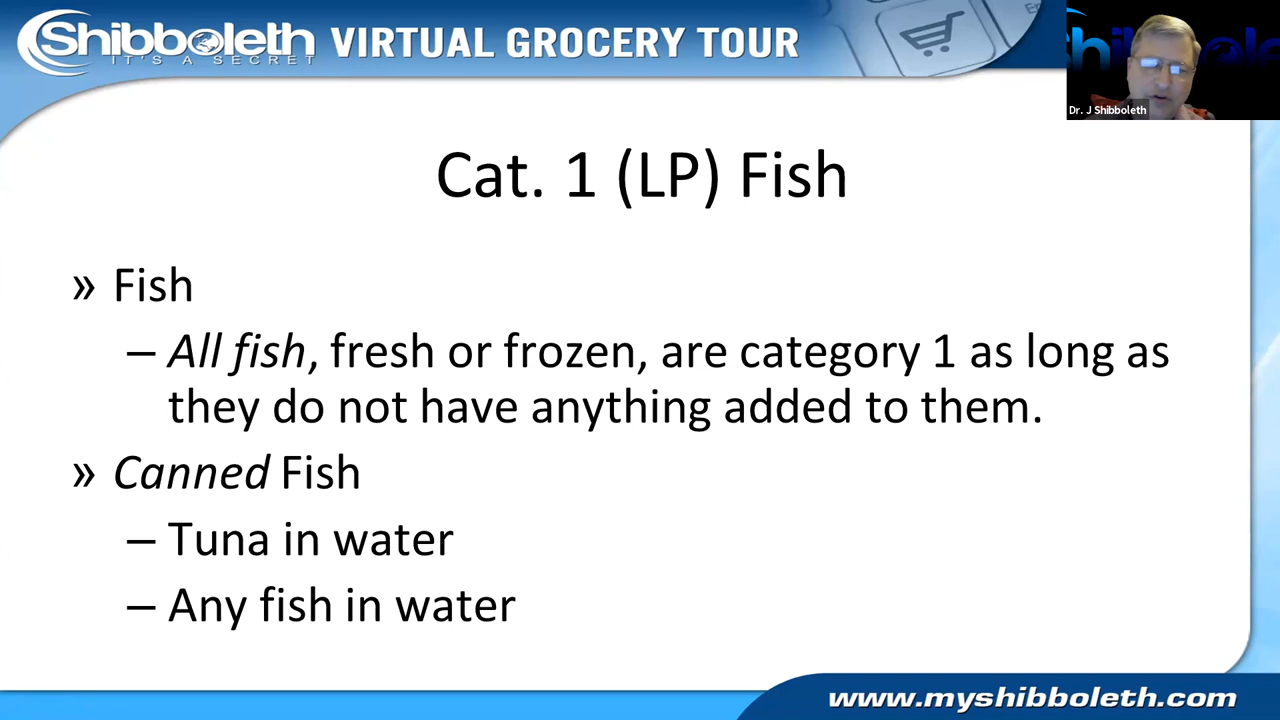 Shibboleth VIRTUAL GROCERY TOUR
IT'S A SECRET
Dr. J Shibboleth
Cat. 1 (LP) Fish
» Fish
– All fish, fresh or frozen, are category 1 as long as
they do not have anything added to them.
» Canned Fish
– Tuna in water
– Any fish in water
www.myshibboleth.com